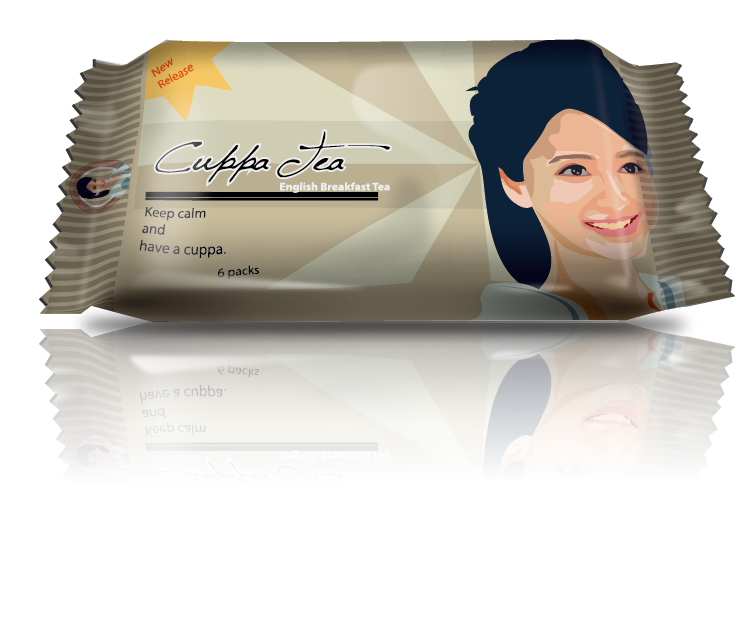 New
Release
Cuppa Tea
English Breakfast Tea
Keep calm
and
have a cuppa.
6 packs